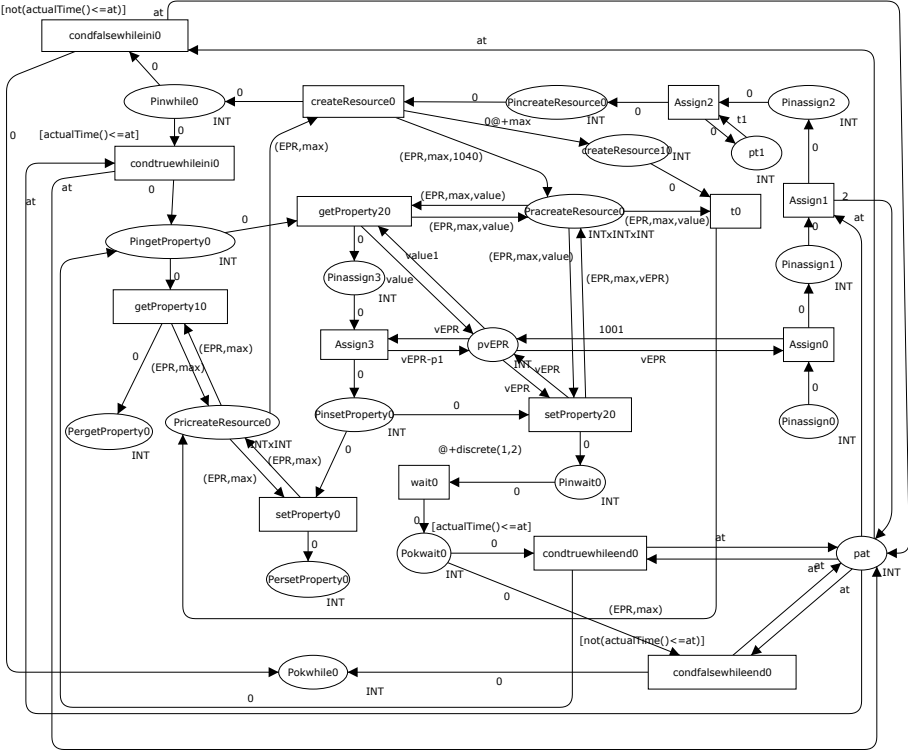 [not(actualTime()<=at)]
at
condfalsewhileini0
at
0
Pinwhile0
INT
0
createResource0
0
PincreateResource0
INT
0
Assign2
0
Pinassign2
INT
t1
0
pt1
INT
0
[actualTime()<=at]
condtruewhileini0
0
(EPR,max)
0@+max
createResource10
INT
(EPR,max,1040)
0
0
at
at
0
Assign1
2
at
PingetProperty0
INT
0
getProperty20
(EPR,max,value)
(EPR,max,value)
PracreateResource0
INTxINTxINT
(EPR,max,value)
t0
0
0
value1
(EPR,max,value)
Pinassign1
INT
0
Pinassign3
INT
value
(EPR,max,vEPR)
0
getProperty10
0
0
Assign3
vEPR
vEPR-p1
pvEPR
INT
1001
vEPR
Assign0
0
(EPR,max)
(EPR,max)
vEPR
vEPR
0
0
PergetProperty0
INT
PricreateResource0
INTxINT
PinsetProperty0
INT
0
setProperty20
Pinassign0
INT
(EPR,max)
(EPR,max)
0
@+discrete(1,2)
0
wait0
0
Pinwait0
INT
setProperty0
0
0
[actualTime()<=at]
Pokwait0
INT
0
condtruewhileend0
at
at
at
pat
INT
PersetProperty0
INT
0
at
(EPR,max)
[not(actualTime()<=at)]
Pokwhile0
INT
0
condfalsewhileend0
0